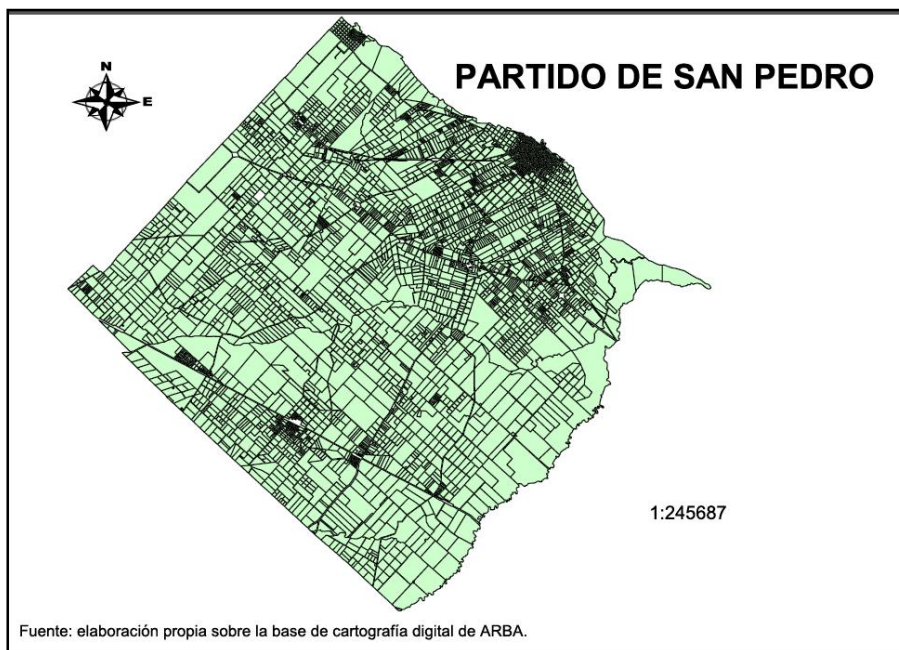 PARTIDO DE SAN PEDRO
N
E
1:245687
Fuente: elaboración propia sobre la base de cartografía digital de ARBA.